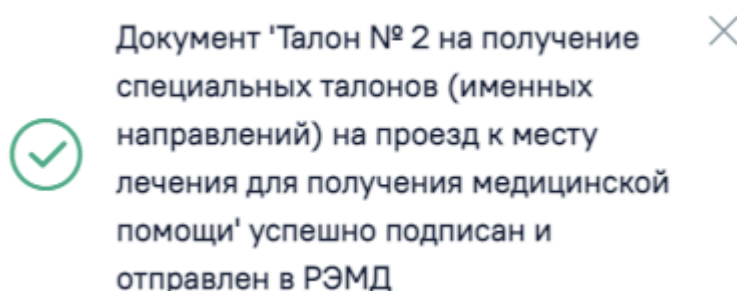 Документ 'Талон № 2 на получение
специальных талонов (именных
направлений) на проезд к месту
лечения для получения медицинской
помощи' успешно подписан и
отправлен в РЭМД